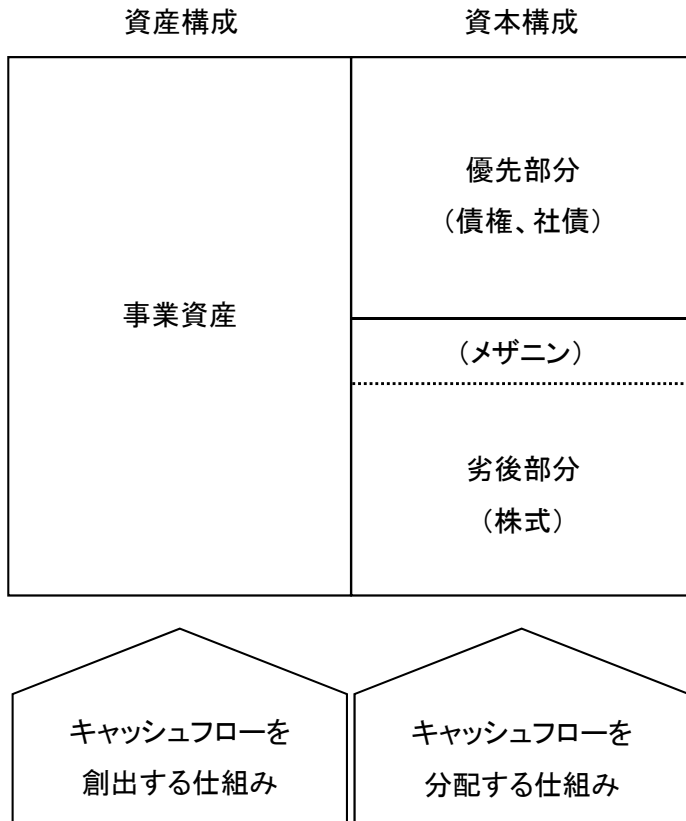 資産構成
資本構成
事業資産
優先部分
（債権、社債）
（メザニン）
劣後部分
（株式）
キャッシュフローを
創出する仕組み
キャッシュフローを
分配する仕組み